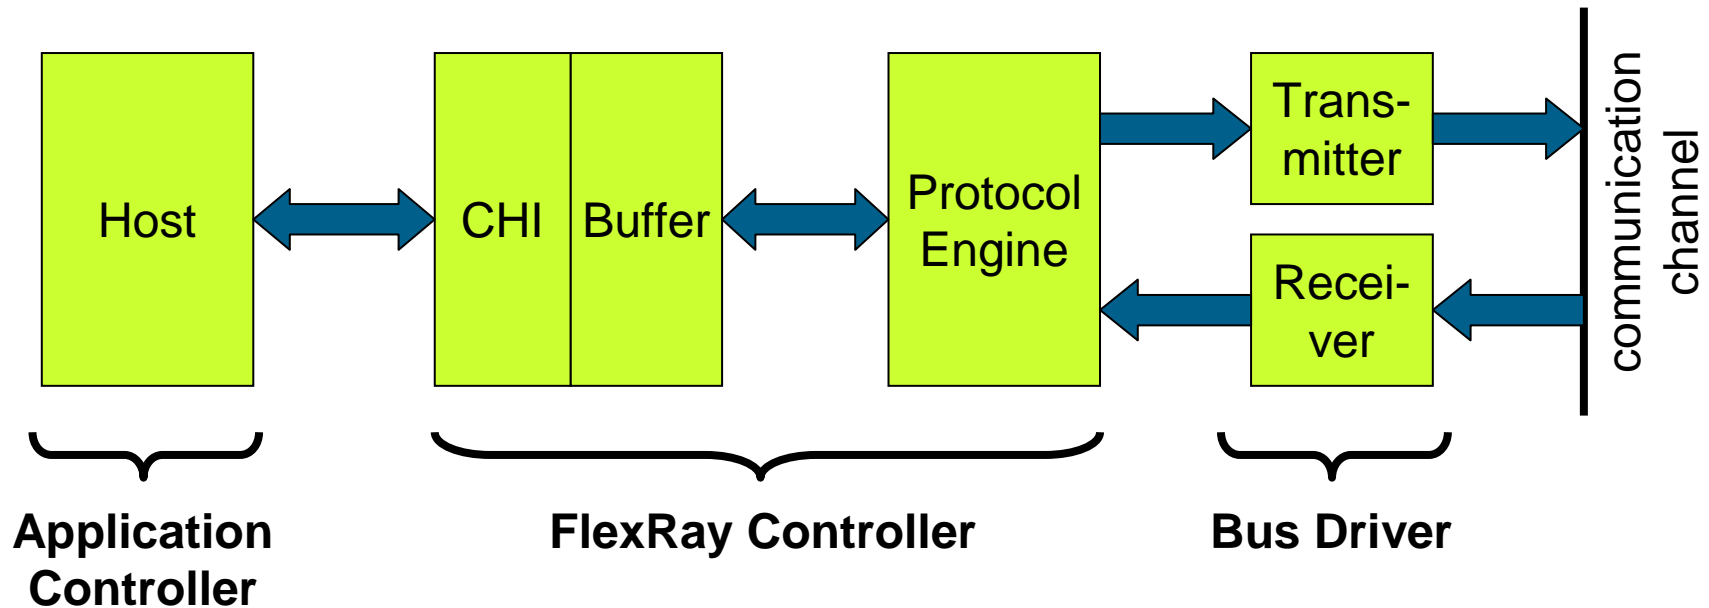 Host
CHI
Buffer
Protocol
Engine
Trans-
mitter
Recei-
ver
communication
channel
Application
Controller
FlexRay Controller
Bus Driver